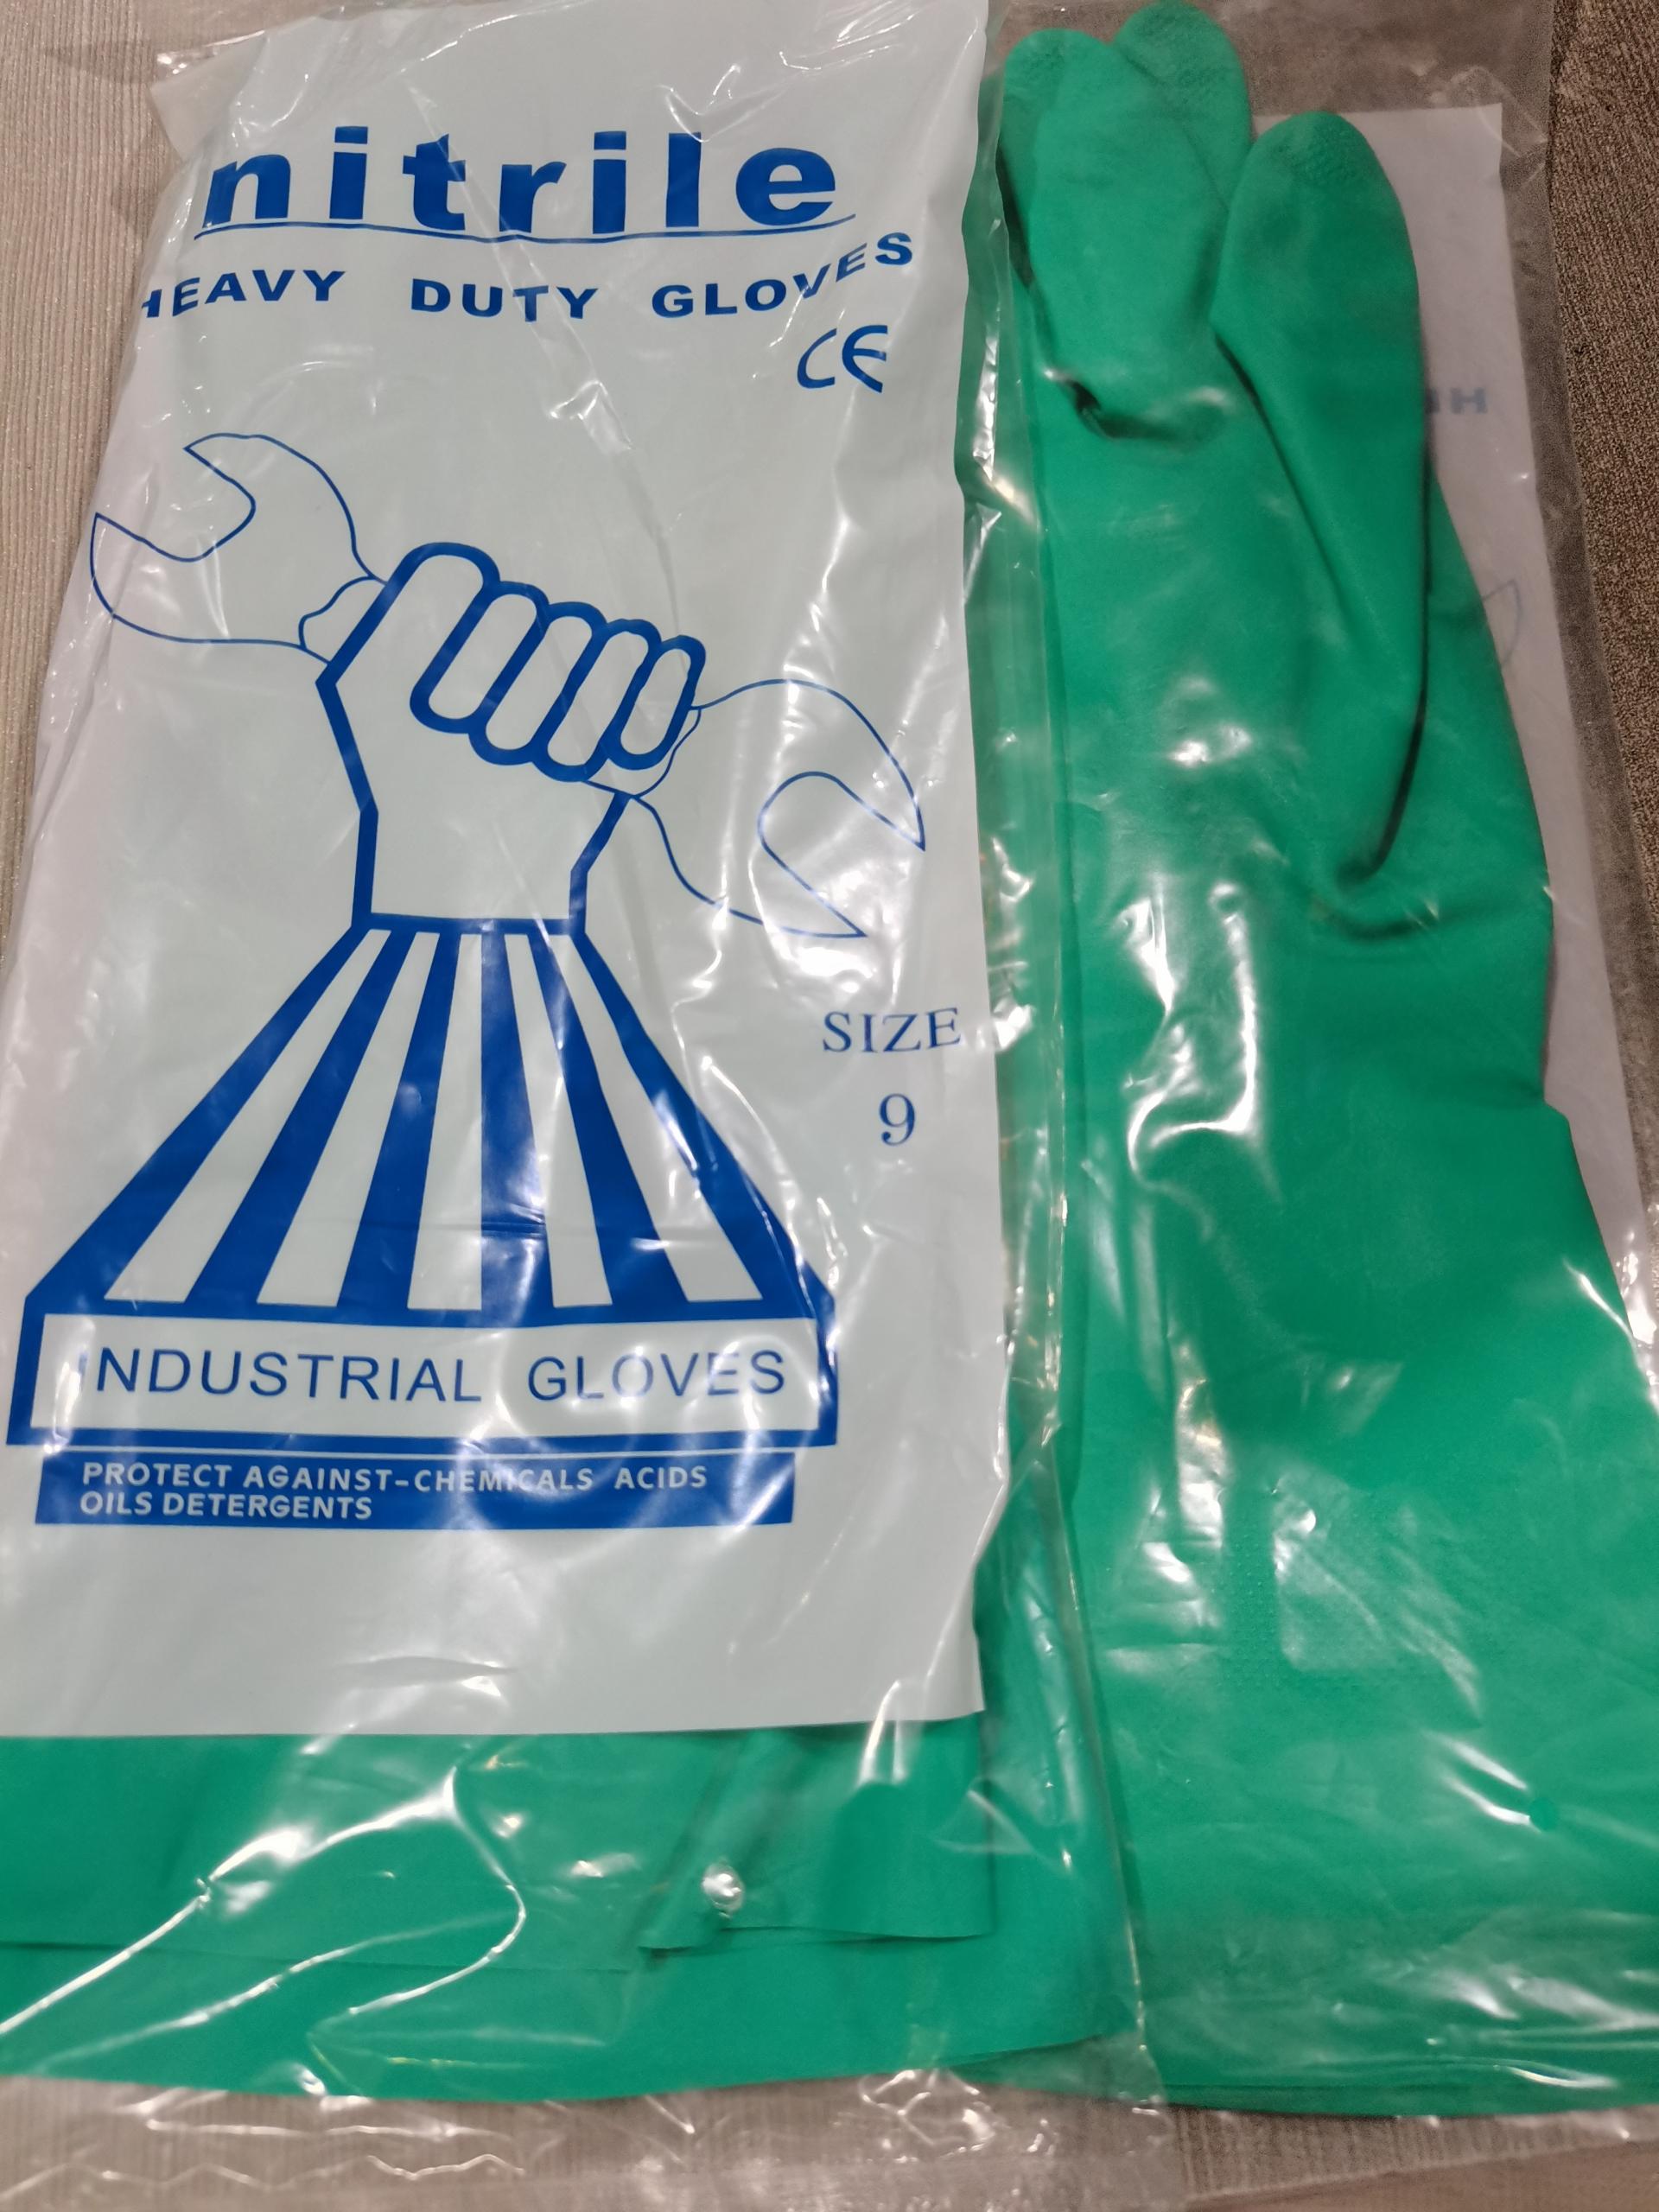 nitrile
HEAVY DUTY GLOVES
CE
SIZE
9
INDUSTRIAL GLOVES
PROTECT AGAINST-CHEMICALS ACIDS
OILS DETERGENTS